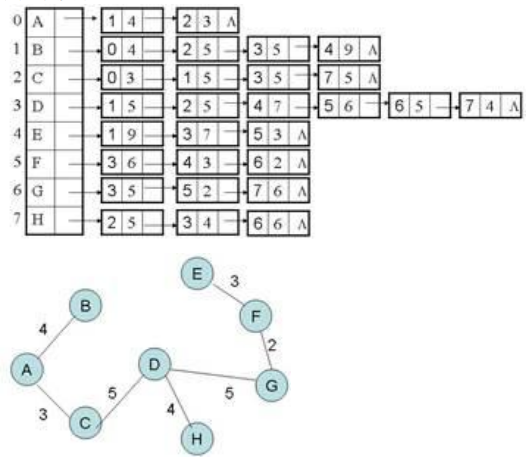 0 A 1 4 2 3 Λ
1 B 0 4 2 5 3 5 4 9 Λ
2 C 0 3 1 5 3 5 7 5 Λ
3 D 1 5 2 5 4 7 5 6 6 5 7 4 Λ
4 E 1 9 3 7 5 3 Λ
5 F 3 6 4 3 6 2 Λ
6 G 3 5 5 2 7 6 Λ
7 H 2 5 3 4 6 6 Λ
E
3
B
F
4
2
D
A
5
5
G
3
4
C
H